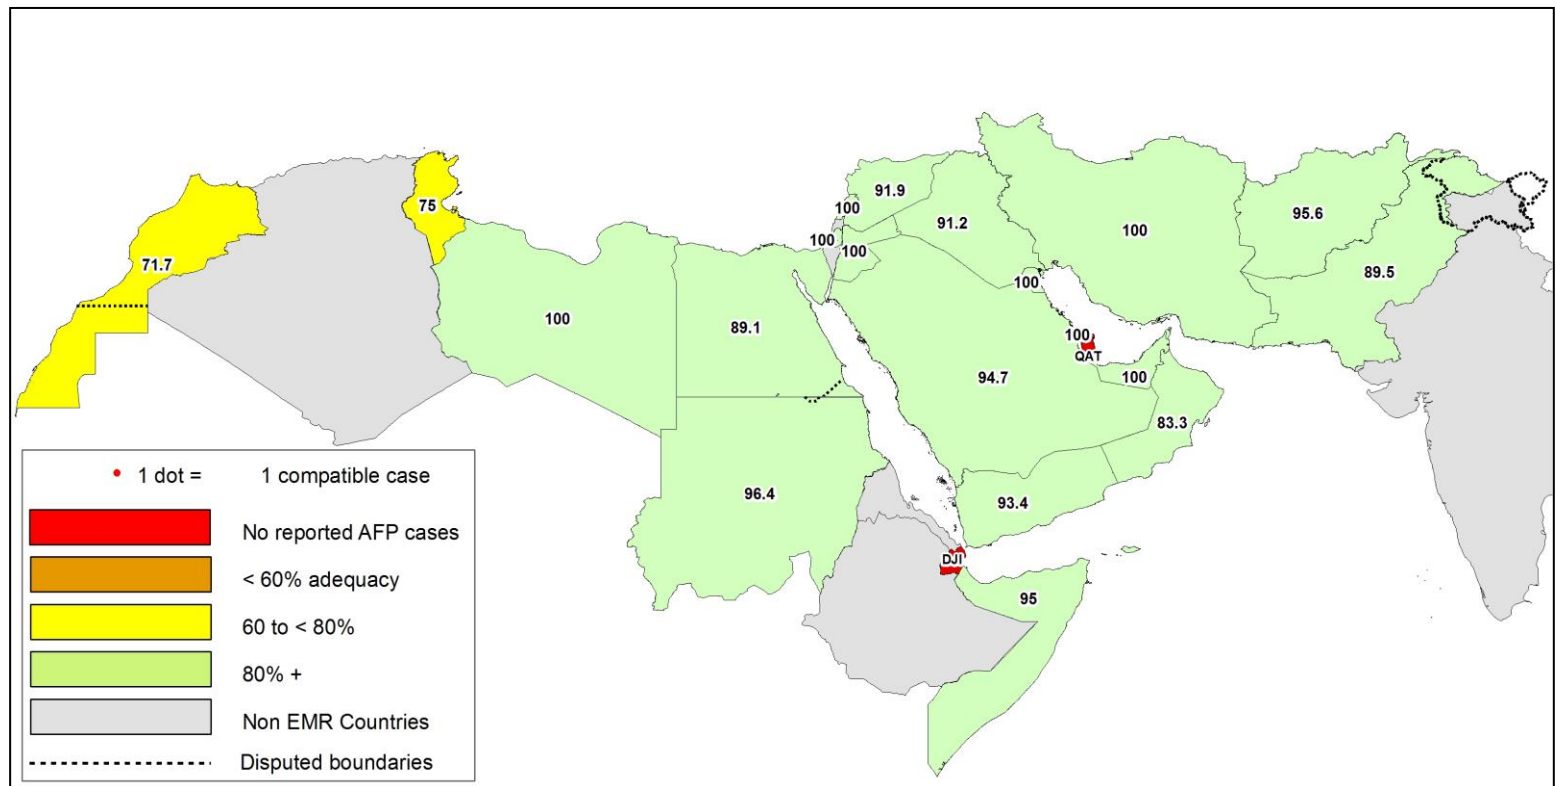 91.9
75
100
91.2
95.6
100
100
100
71.7
100
89.5
100
100
89.1
100
QAT
94.7
100
83.3
96.4
93.4
DJI
95
1 dot = 1 compatible case
No reported AFP cases
< 60% adequacy
60 to < 80%
80% +
Non EMR Countries
Disputed boundaries